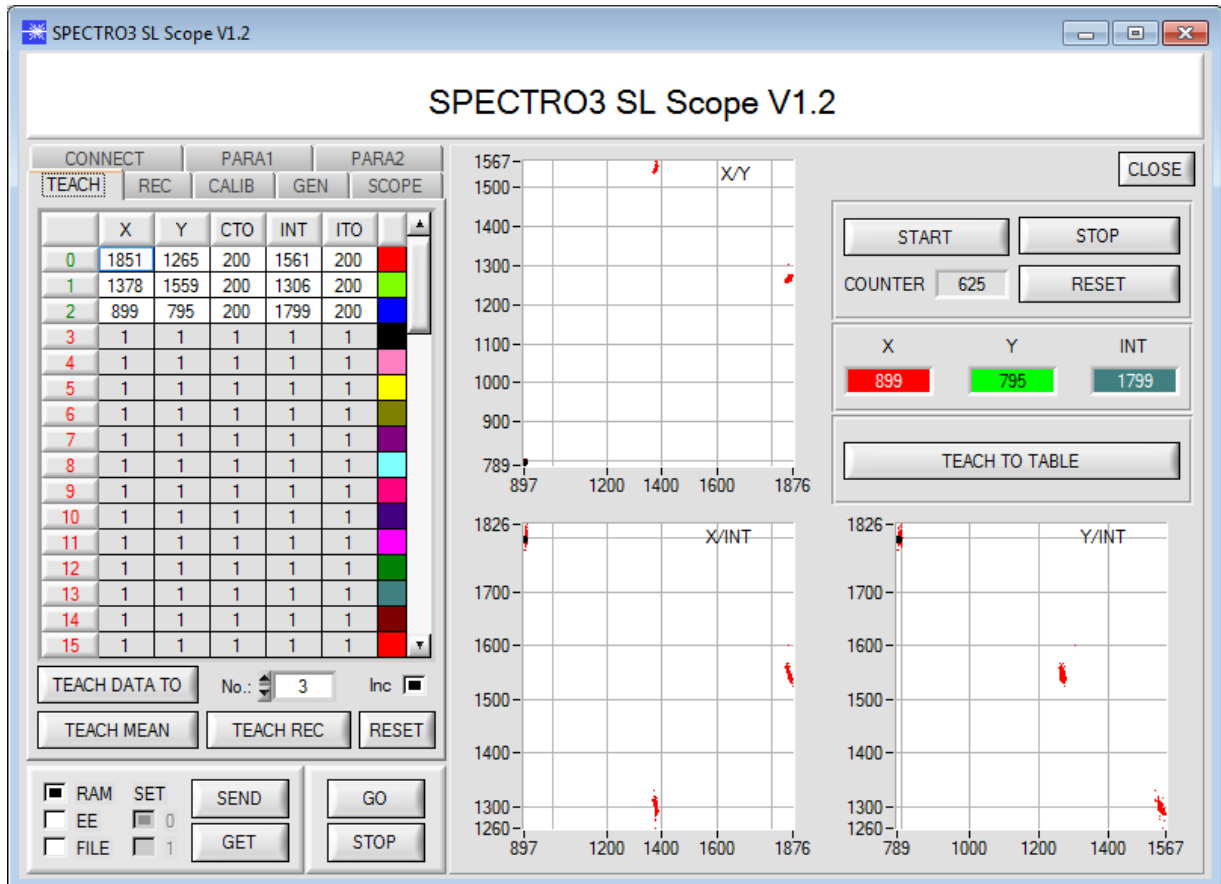 SPECTRO3 SL Scope V1.2
SPECTRO3 SL Scope V1.2
CONNECT PARA1 PARA2
TEACH REC CALIB GEN SCOPE
X Y CTO INT ITO
0 1851 1265 200 1561 200
1 1378 1559 200 1306 200
2 899 795 200 1799 200
3 1 1 1 1 1
4 1 1 1 1 1
5 1 1 1 1 1
6 1 1 1 1 1
7 1 1 1 1 1
8 1 1 1 1 1
9 1 1 1 1 1
10 1 1 1 1 1
11 1 1 1 1 1
12 1 1 1 1 1
13 1 1 1 1 1
14 1 1 1 1 1
15 1 1 1 1 1
TEACH DATA TO No.: 3 Inc
TEACH MEAN TEACH REC RESET
RAM SET SEND GO
EE 0
FILE 1 GET STOP
X/Y
1567
1500
1400
1300
1200
1100
1000
900
789
897 1200 1400 1600 1876
CLOSE
START STOP
COUNTER 625 RESET
X Y INT
899 795 1799
TEACH TO TABLE
X/INT
1826
1700
1600
1500
1400
1300
1260
897 1200 1400 1600 1876
Y/INT
1826
1700
1600
1500
1400
1300
1260
789 1000 1200 1400 1567